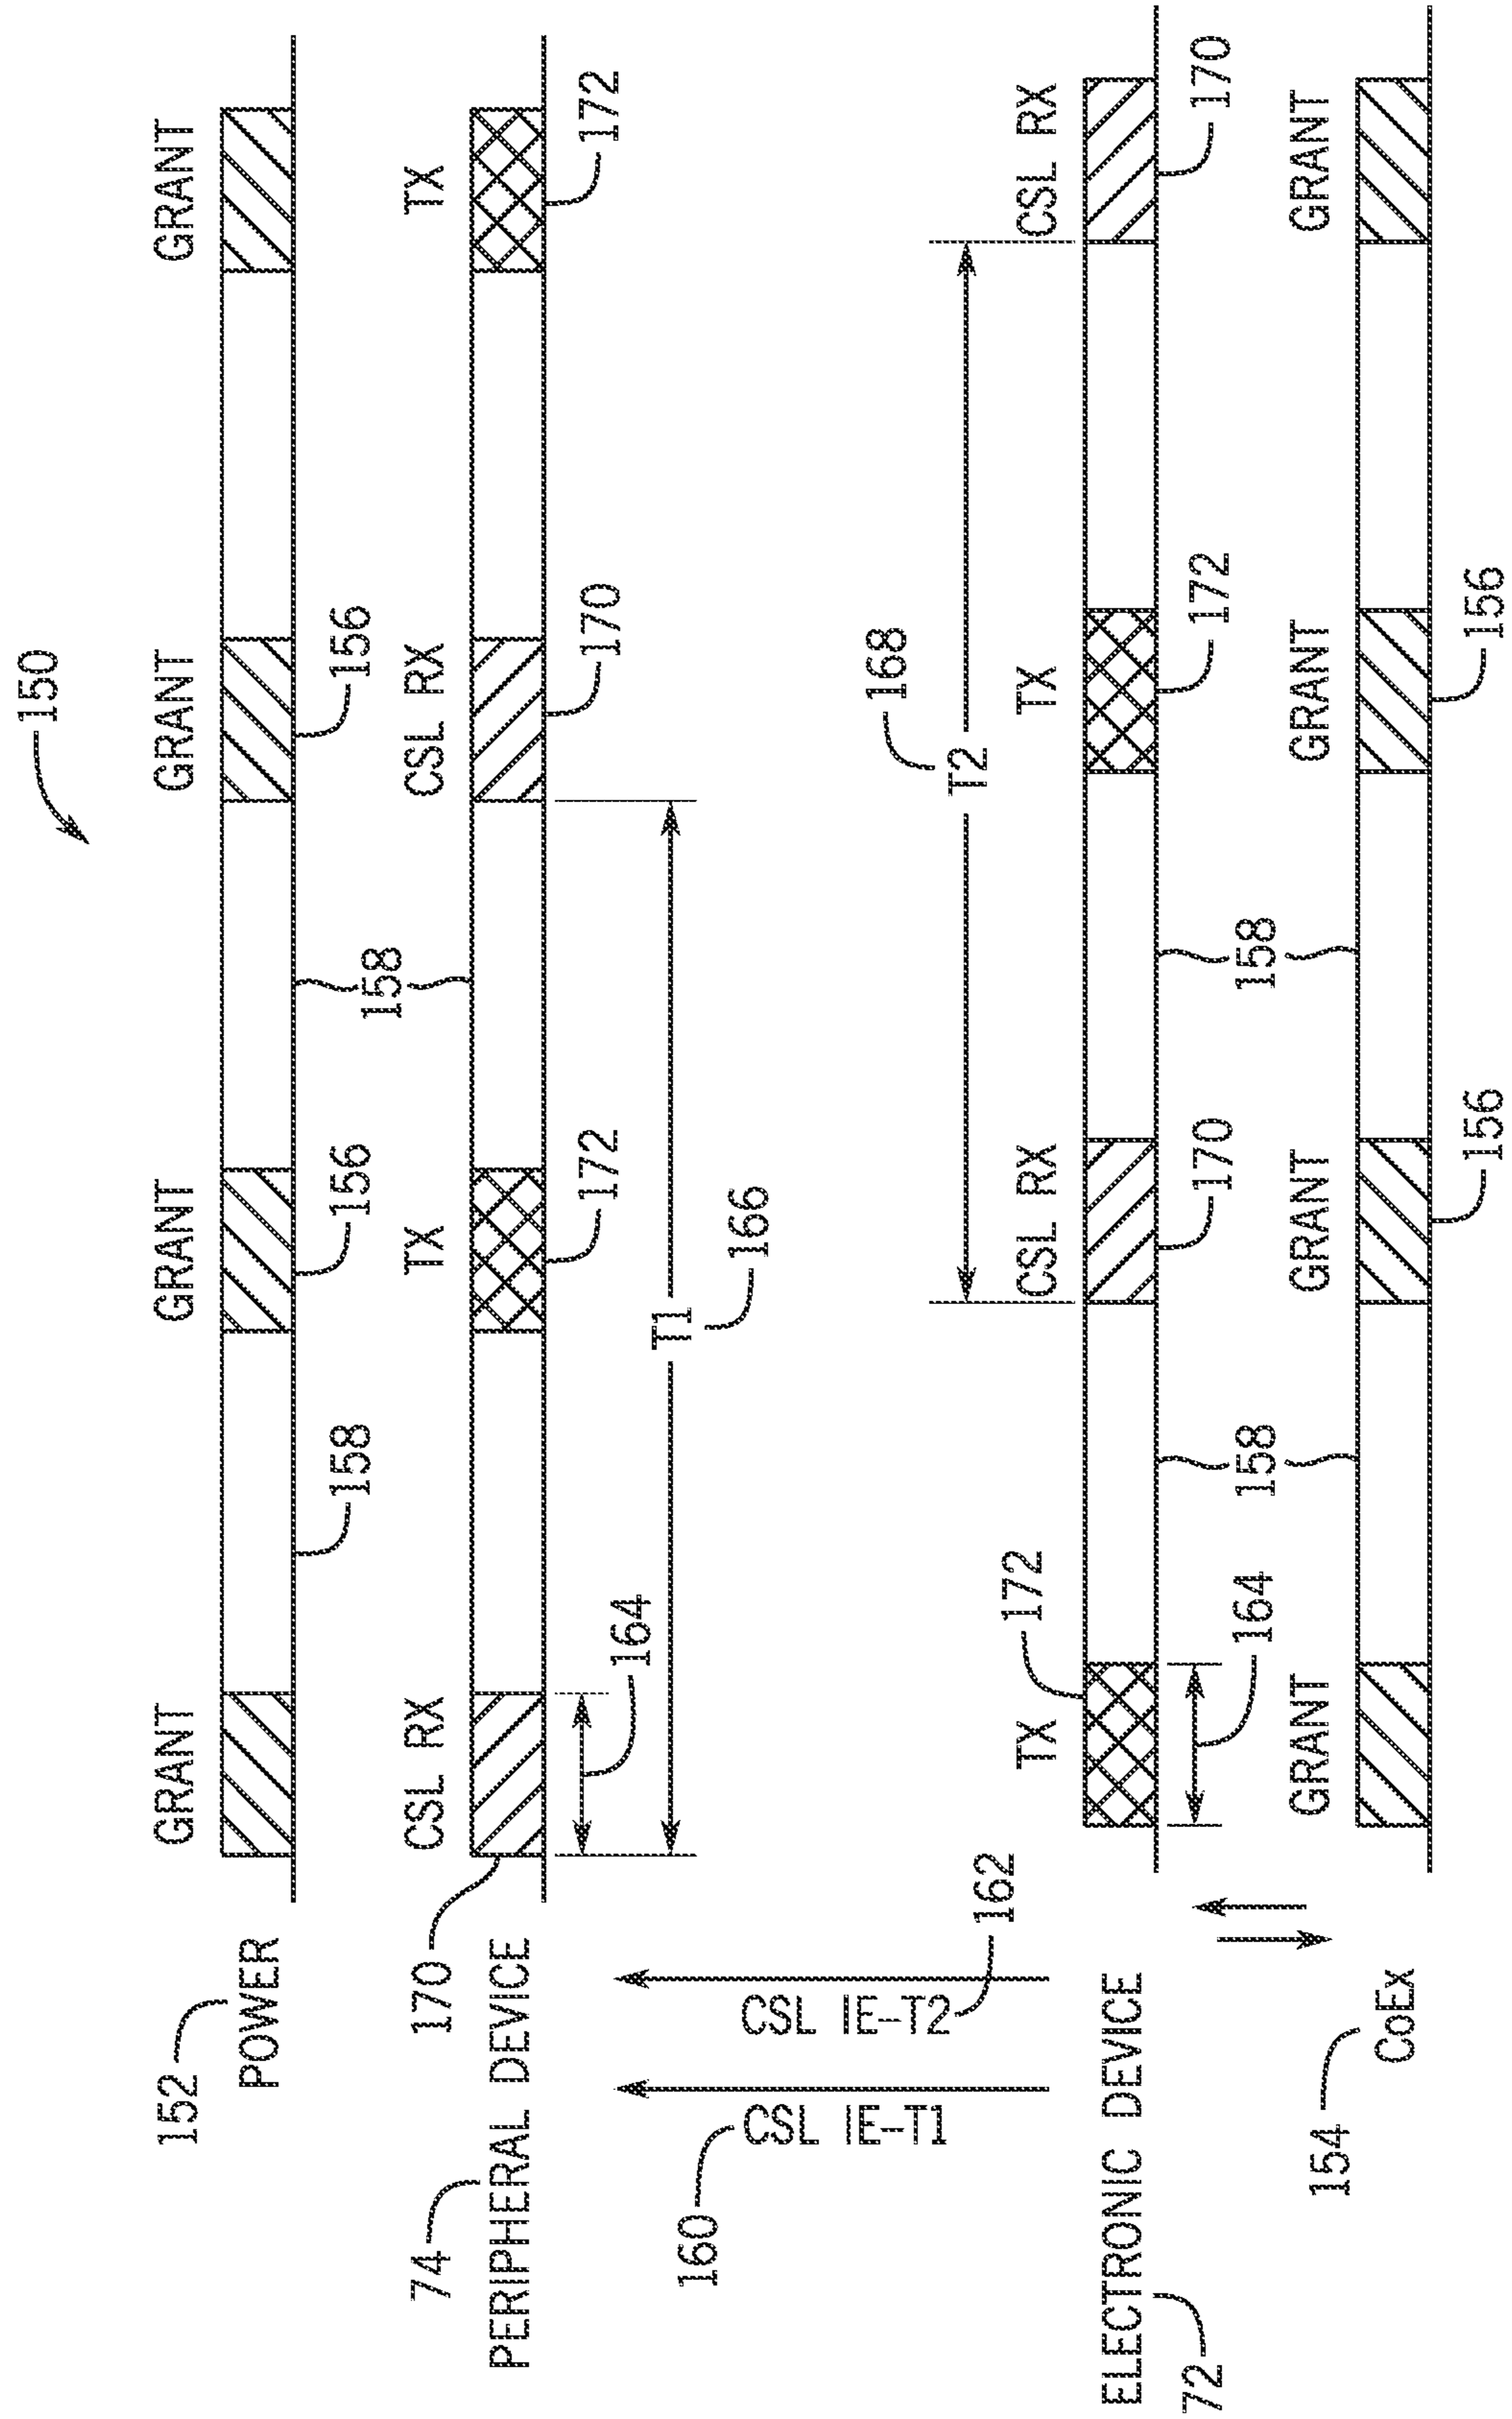 150
GRANT GRANT GRANT GRANT
152
POWER
158 156 156
158
CSL RX TX CSL RX TX
74
170
PERIPHERAL DEVICE
172 170 172
164
T1
160
166
CSL IE-T1
CSL IE-T2
168
T2
162
172
TX CSL RX TX CSL RX
ELECTRONIC DEVICE
72
170 172 170
164 158 158
GRANT GRANT GRANT GRANT
154
CoEx
156 156